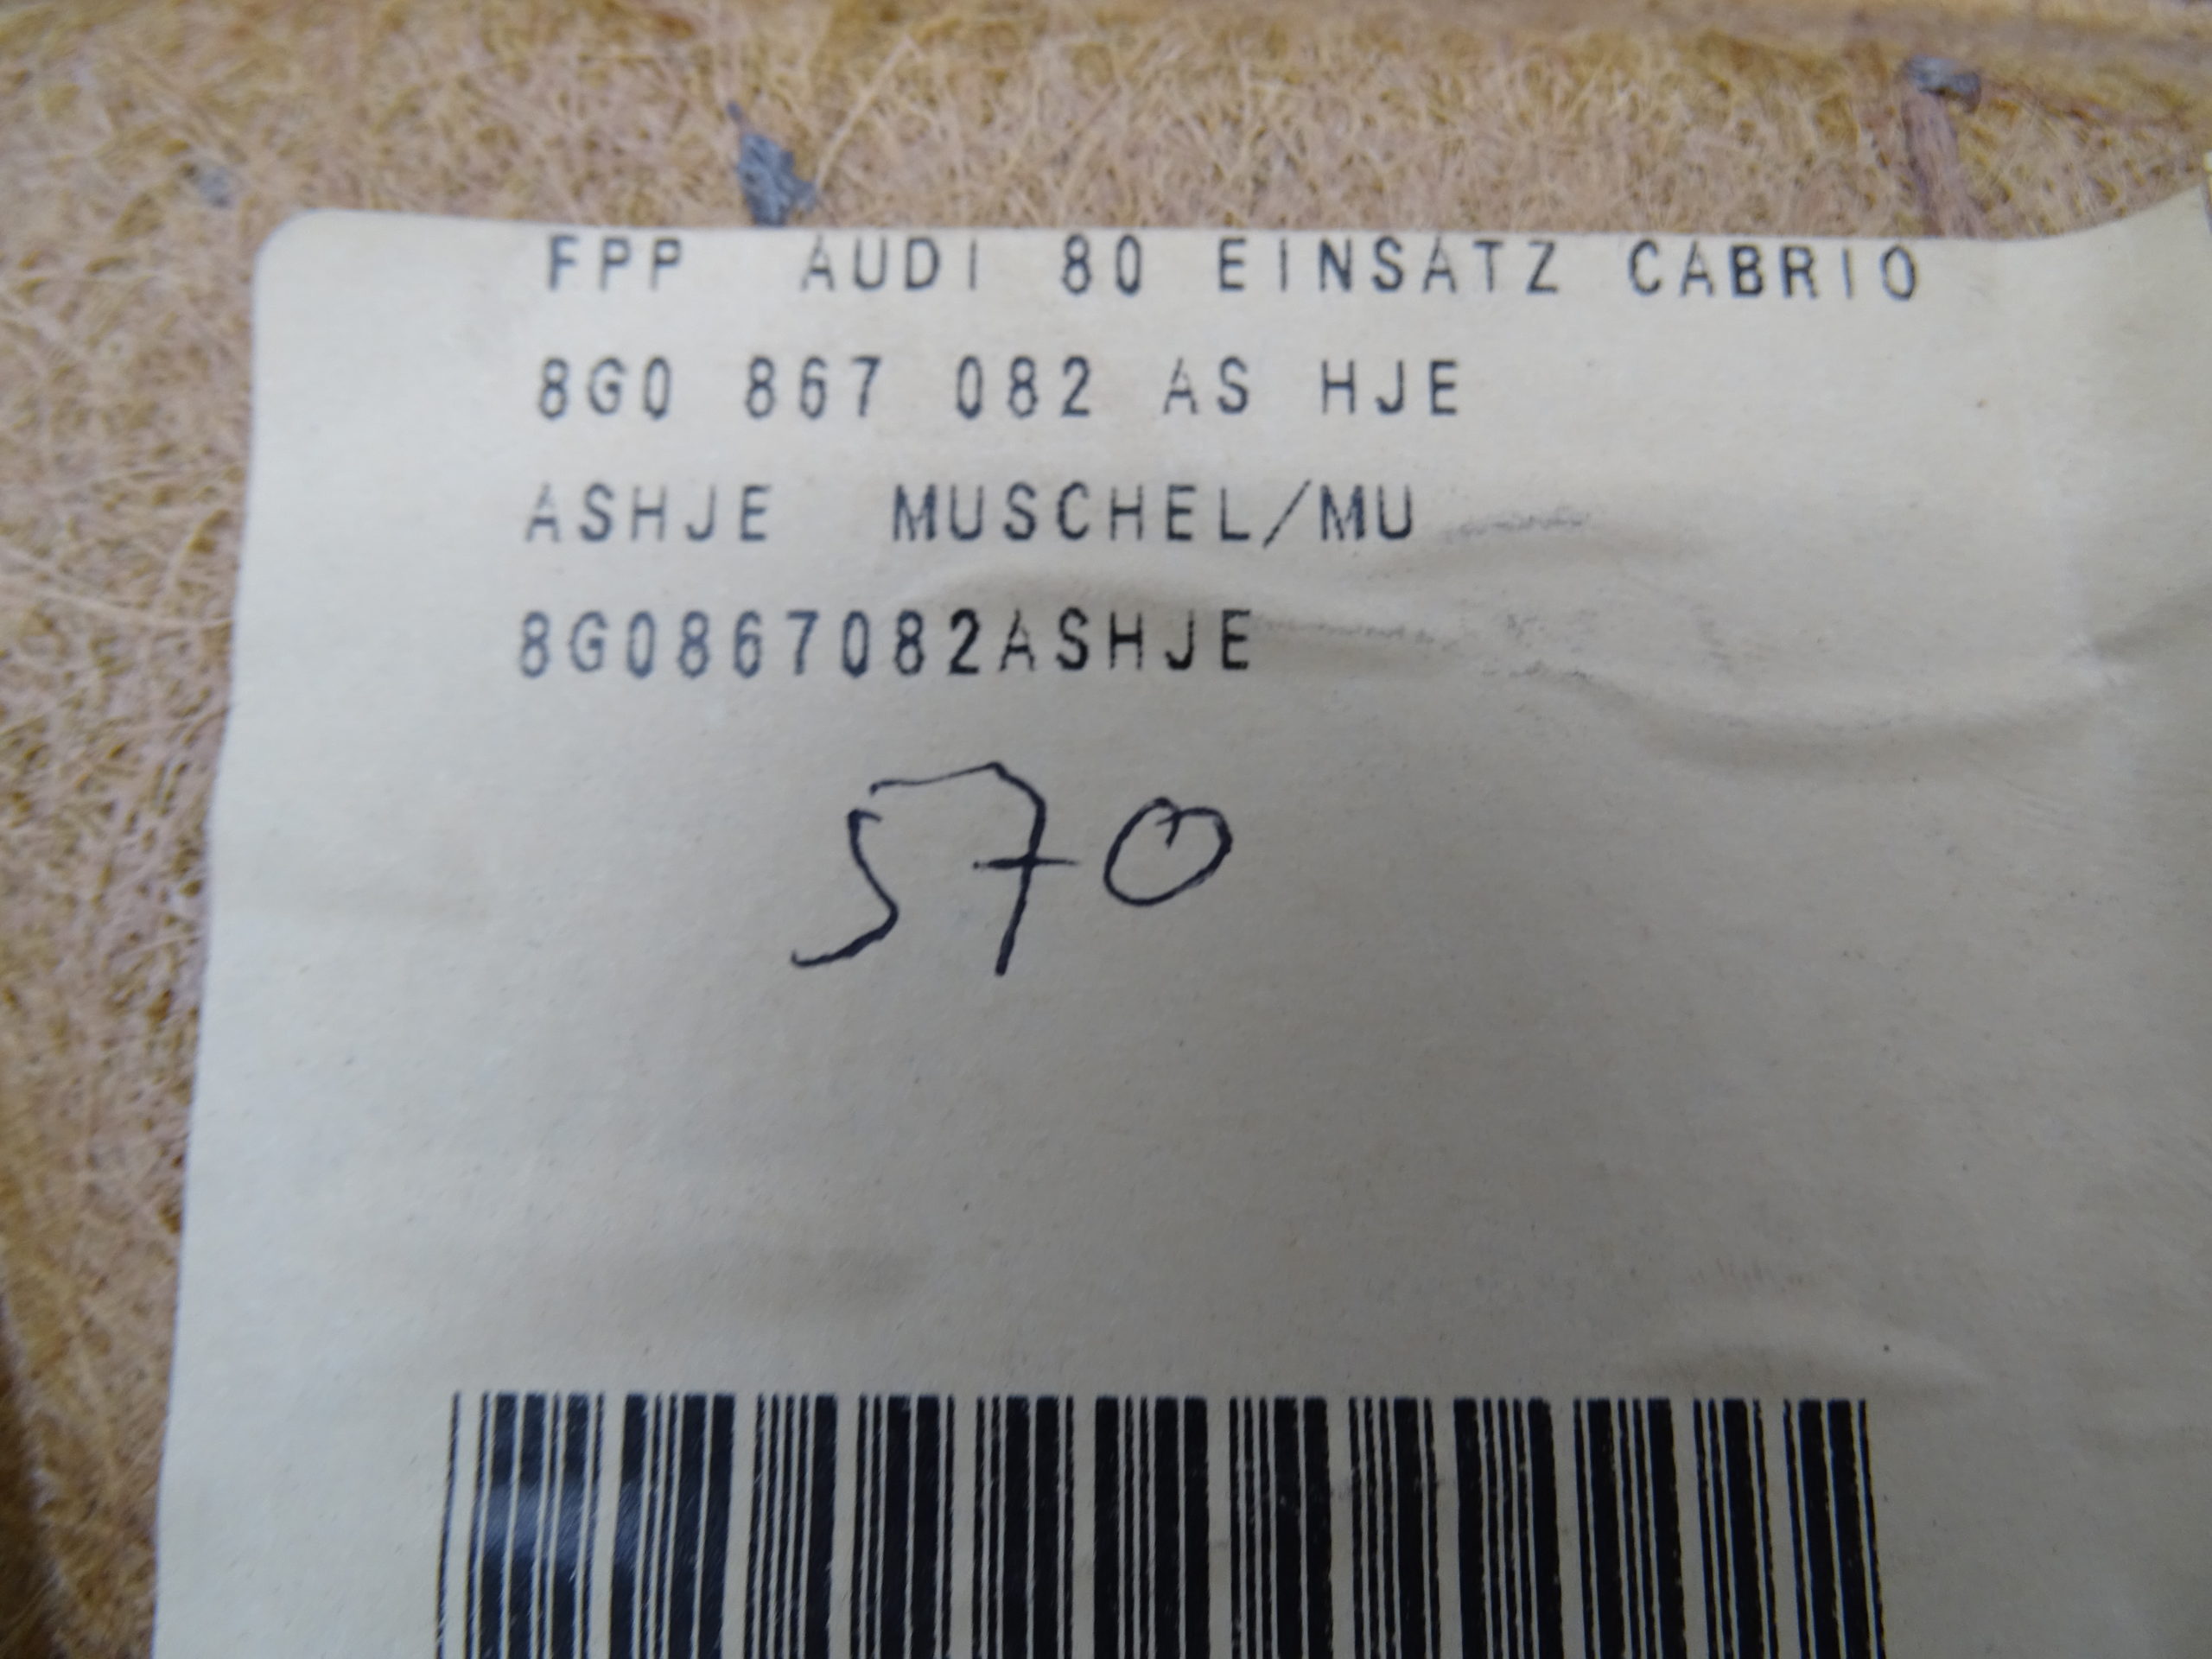 FPP AUDI 80 EINSATZ CABRIO
8G0 867 082 AS HJE
ASHJE MUSCHEL/MU
8G0867082ASHJE
570